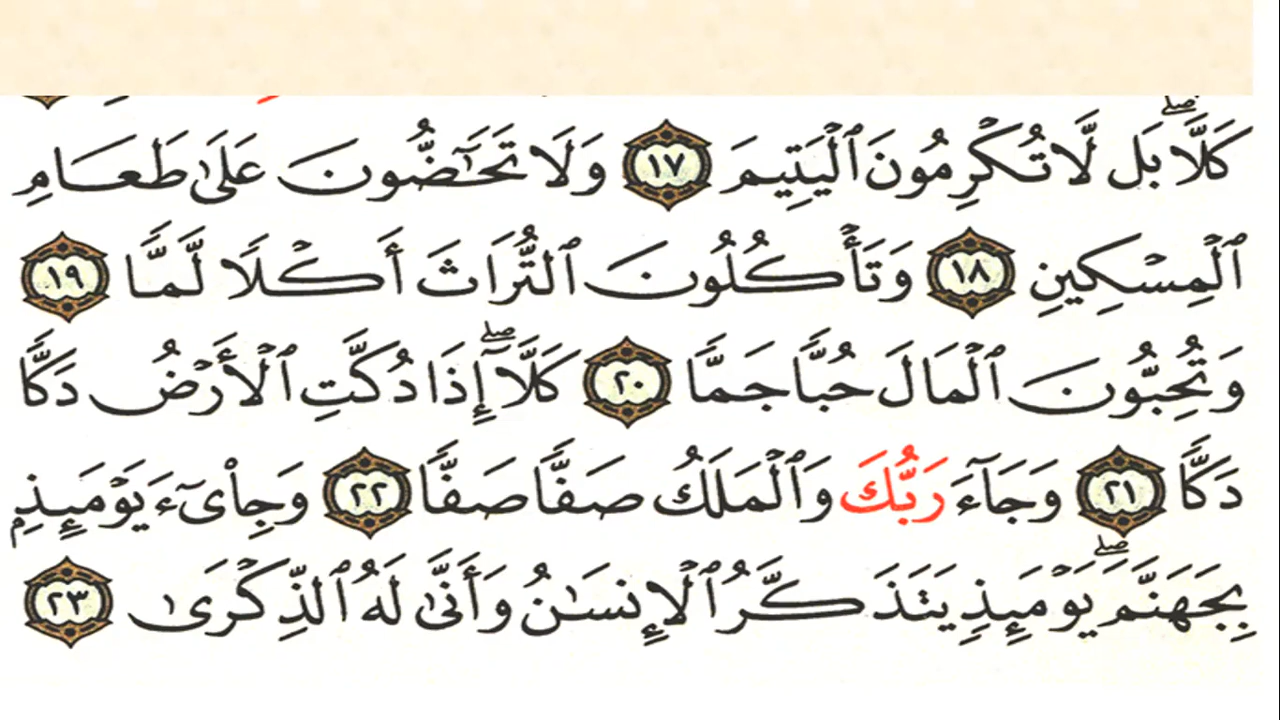 كَلَّاۖ بَل لَّا تُكْرِمُونَ ٱلْيَتِيمَ ١٧ وَلَا تَحَٰٓضُّونَ عَلَىٰ طَعَامِ
ٱلْمِسْكِينِ ١٨ وَتَأْكُلُونَ ٱلتُّرَاثَ أَكْلًا لَّمًّا ١٩
وَتُحِبُّونَ ٱلْمَالَ حُبًّا جَمًّا ٢٠ كَلَّآۖ إِذَا دُكَّتِ ٱلْأَرْضُ دَكًّا
دَكًّا ٢١ وَجَآءَ رَبُّكَ وَٱلْمَلَكُ صَفًّا صَفًّا ٢٢ وَجِا۟ىٓءَ يَوْمَئِذِۭ
بِجَهَنَّمَۖ يَوْمَئِذٍ يَتَذَكَّرُ ٱلْإِنسَٰنُ وَأَنَّىٰ لَهُ ٱلذِّكْرَىٰ ٢٣